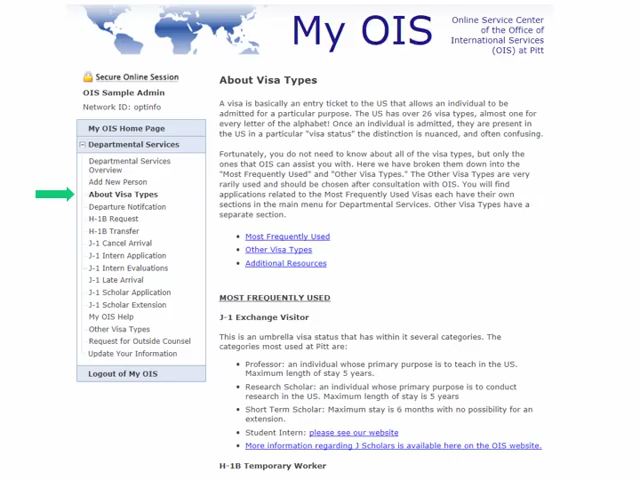 My OIS
Online Service Center
of the Office of
International Services
(OIS) at Pitt
Secure Online Session
OIS Sample Admin
Network ID: optinfo
My OIS Home Page
Departmental Services
Departmental Services
Overview
Add New Person
About Visa Types
Departure Notifcation
H-1B Request
H-1B Transfer
J-1 Cancel Arrival
J-1 Intern Application
J-1 Intern Evaluations
J-1 Late Arrival
J-1 Scholar Application
J-1 Scholar Extension
My OIS Help
Other Visa Types
Request for Outside Counsel
Update Your Information
Logout of My OIS
About Visa Types
A visa is basically an entry ticket to the US that allows an individual to be
admitted for a particular purpose. The US has over 26 visa types, almost one for
every letter of the alphabet! Once an individual is admitted, they are present in
the US in a particular "visa status" the distinction is nuanced, and often confusing.
Fortunately, you do not need to know about all of the visa types, but only the
ones that OIS can assist you with. Here we have broken them down into the
"Most Frequently Used" and "Other Visa Types." The Other Visa Types are very
rarily used and should be chosen after consultation with OIS. You will find
applications related to the Most Frequently Used Visas each have their own
sections in the main menu for Departmental Services. Other Visa Types have a
separate section.
• Most Frequently Used
• Other Visa Types
• Additional Resources
MOST FREQUENTLY USED
J-1 Exchange Visitor
This is an umbrella visa status that has within it several categories. The
categories most used at Pitt are:
• Professor: an individual whose primary purpose is to teach in the US.
Maximum length of stay 5 years.
• Research Scholar: an individual whose primary purpose is to conduct
research in the US. Maximum length of stay is 5 years
• Short Term Scholar: Maximum stay is 6 months with no possibility for an
extension.
• Student Intern: please see our website
• More information regarding J Scholars is available here on the OIS website.
H-1B Temporary Worker